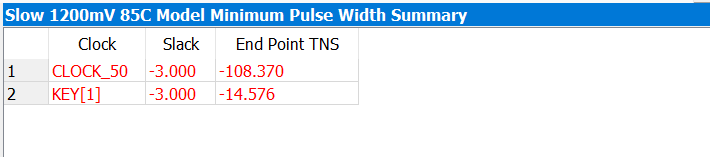 Slow 1200mV 85C Model Minimum Pulse Width Summary
Clock Slack End Point TNS
1 CLOCK_50 -3.000 -108.370
2 KEY[1] -3.000 -14.576